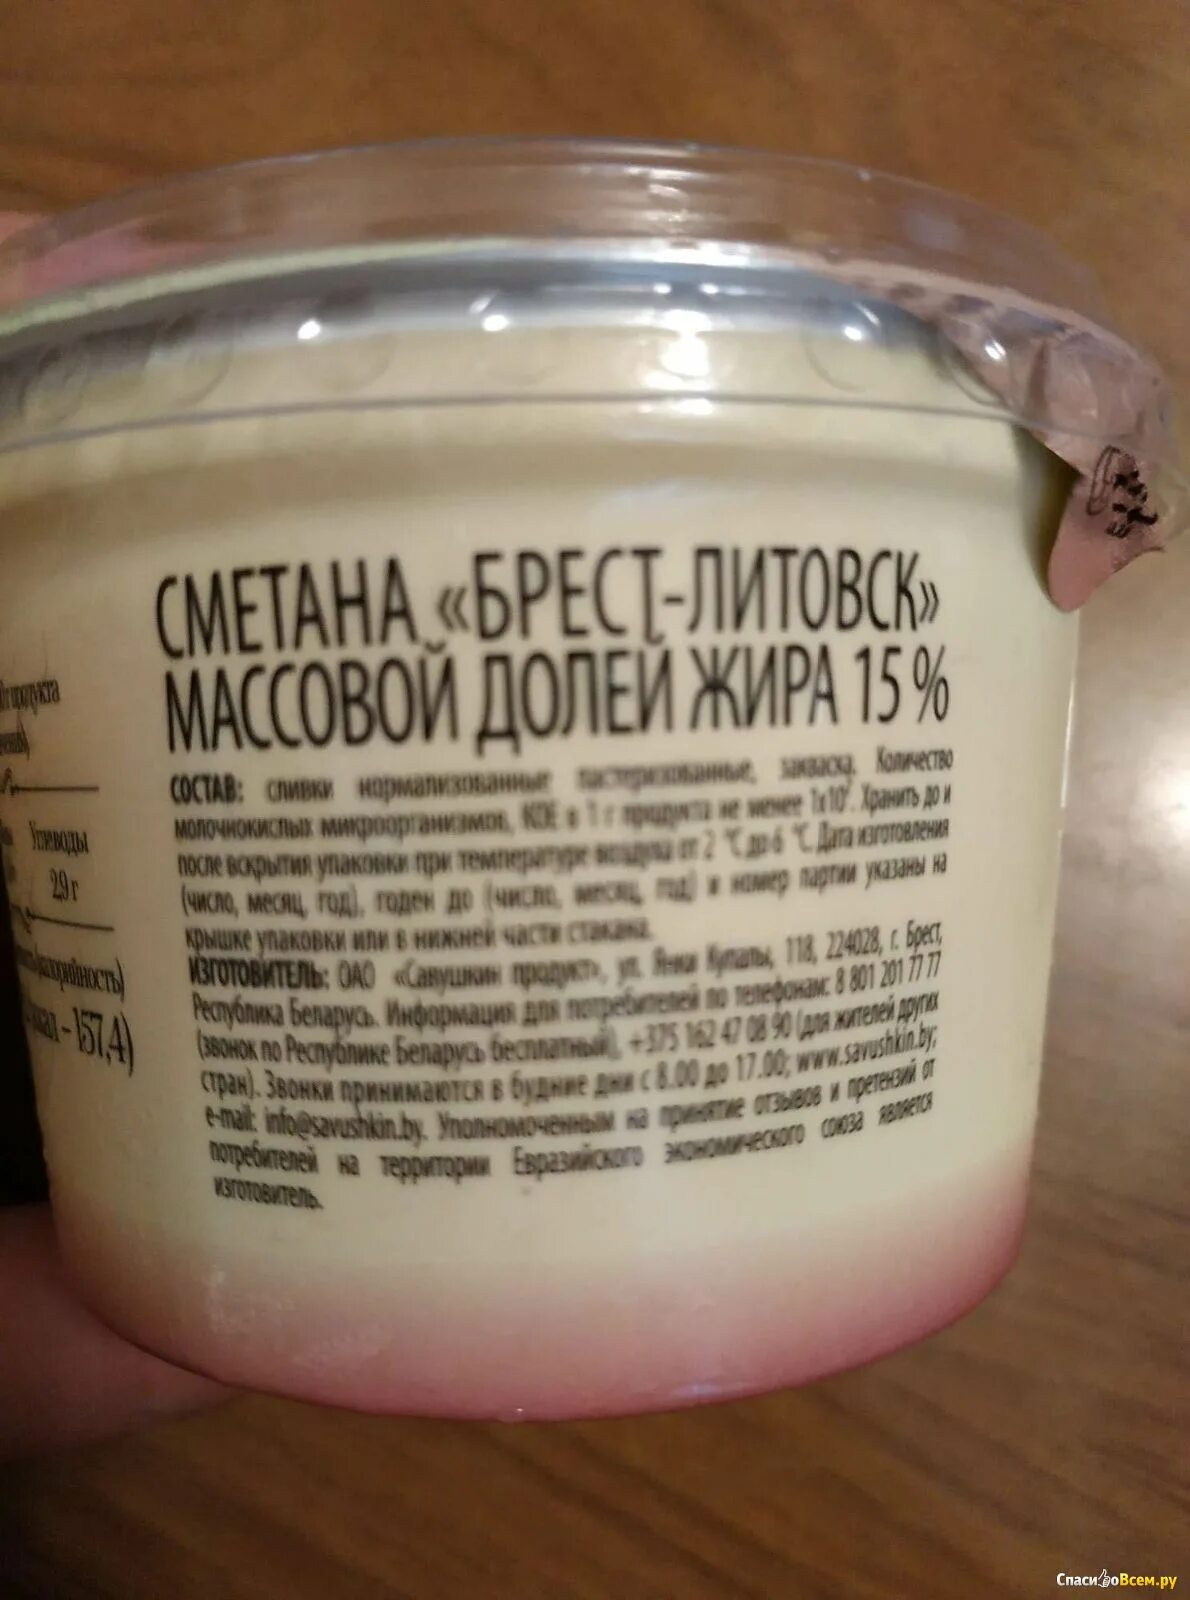 СМЕТАНА «БРЕСТ-ЛИТОВСК»
МАССОВОЙ ДОЛЕЙ ЖИРА 15 %
СОСТАВ: сливки нормализованные пастеризованные, закваска. Количество
молочнокислых микроорганизмов, КОЕ в 1 г продукта не менее 1х10⁷. Хранить до и
после вскрытия упаковки при температуре воздуха от 2 °С до 6 °С. Дата изготовления
(число, месяц, год), годен до (число, месяц, год) и номер партии указаны на
крышке упаковки или в нижней части стакана.
ИЗГОТОВИТЕЛЬ: ОАО «Савушкин продукт», ул. Янки Купалы, 118, 224028, г. Брест,
Республика Беларусь. Информация для потребителей по телефонам: 8 801 201 77 77
(звонок по Республике Беларусь бесплатный), +375 162 47 08 90 (для жителей других
стран). Звонки принимаются в будние дни с 8.00 до 17.00; www.savushkin.by;
e-mail: info@savushkin.by. Уполномоченным на принятие отзывов и претензий от
потребителей на территории Евразийского экономического союза является
изготовитель.
продукта
Углеводы
2,9 г
(калорийность)
ккал - 157,4)
СпасибоВсем.ру